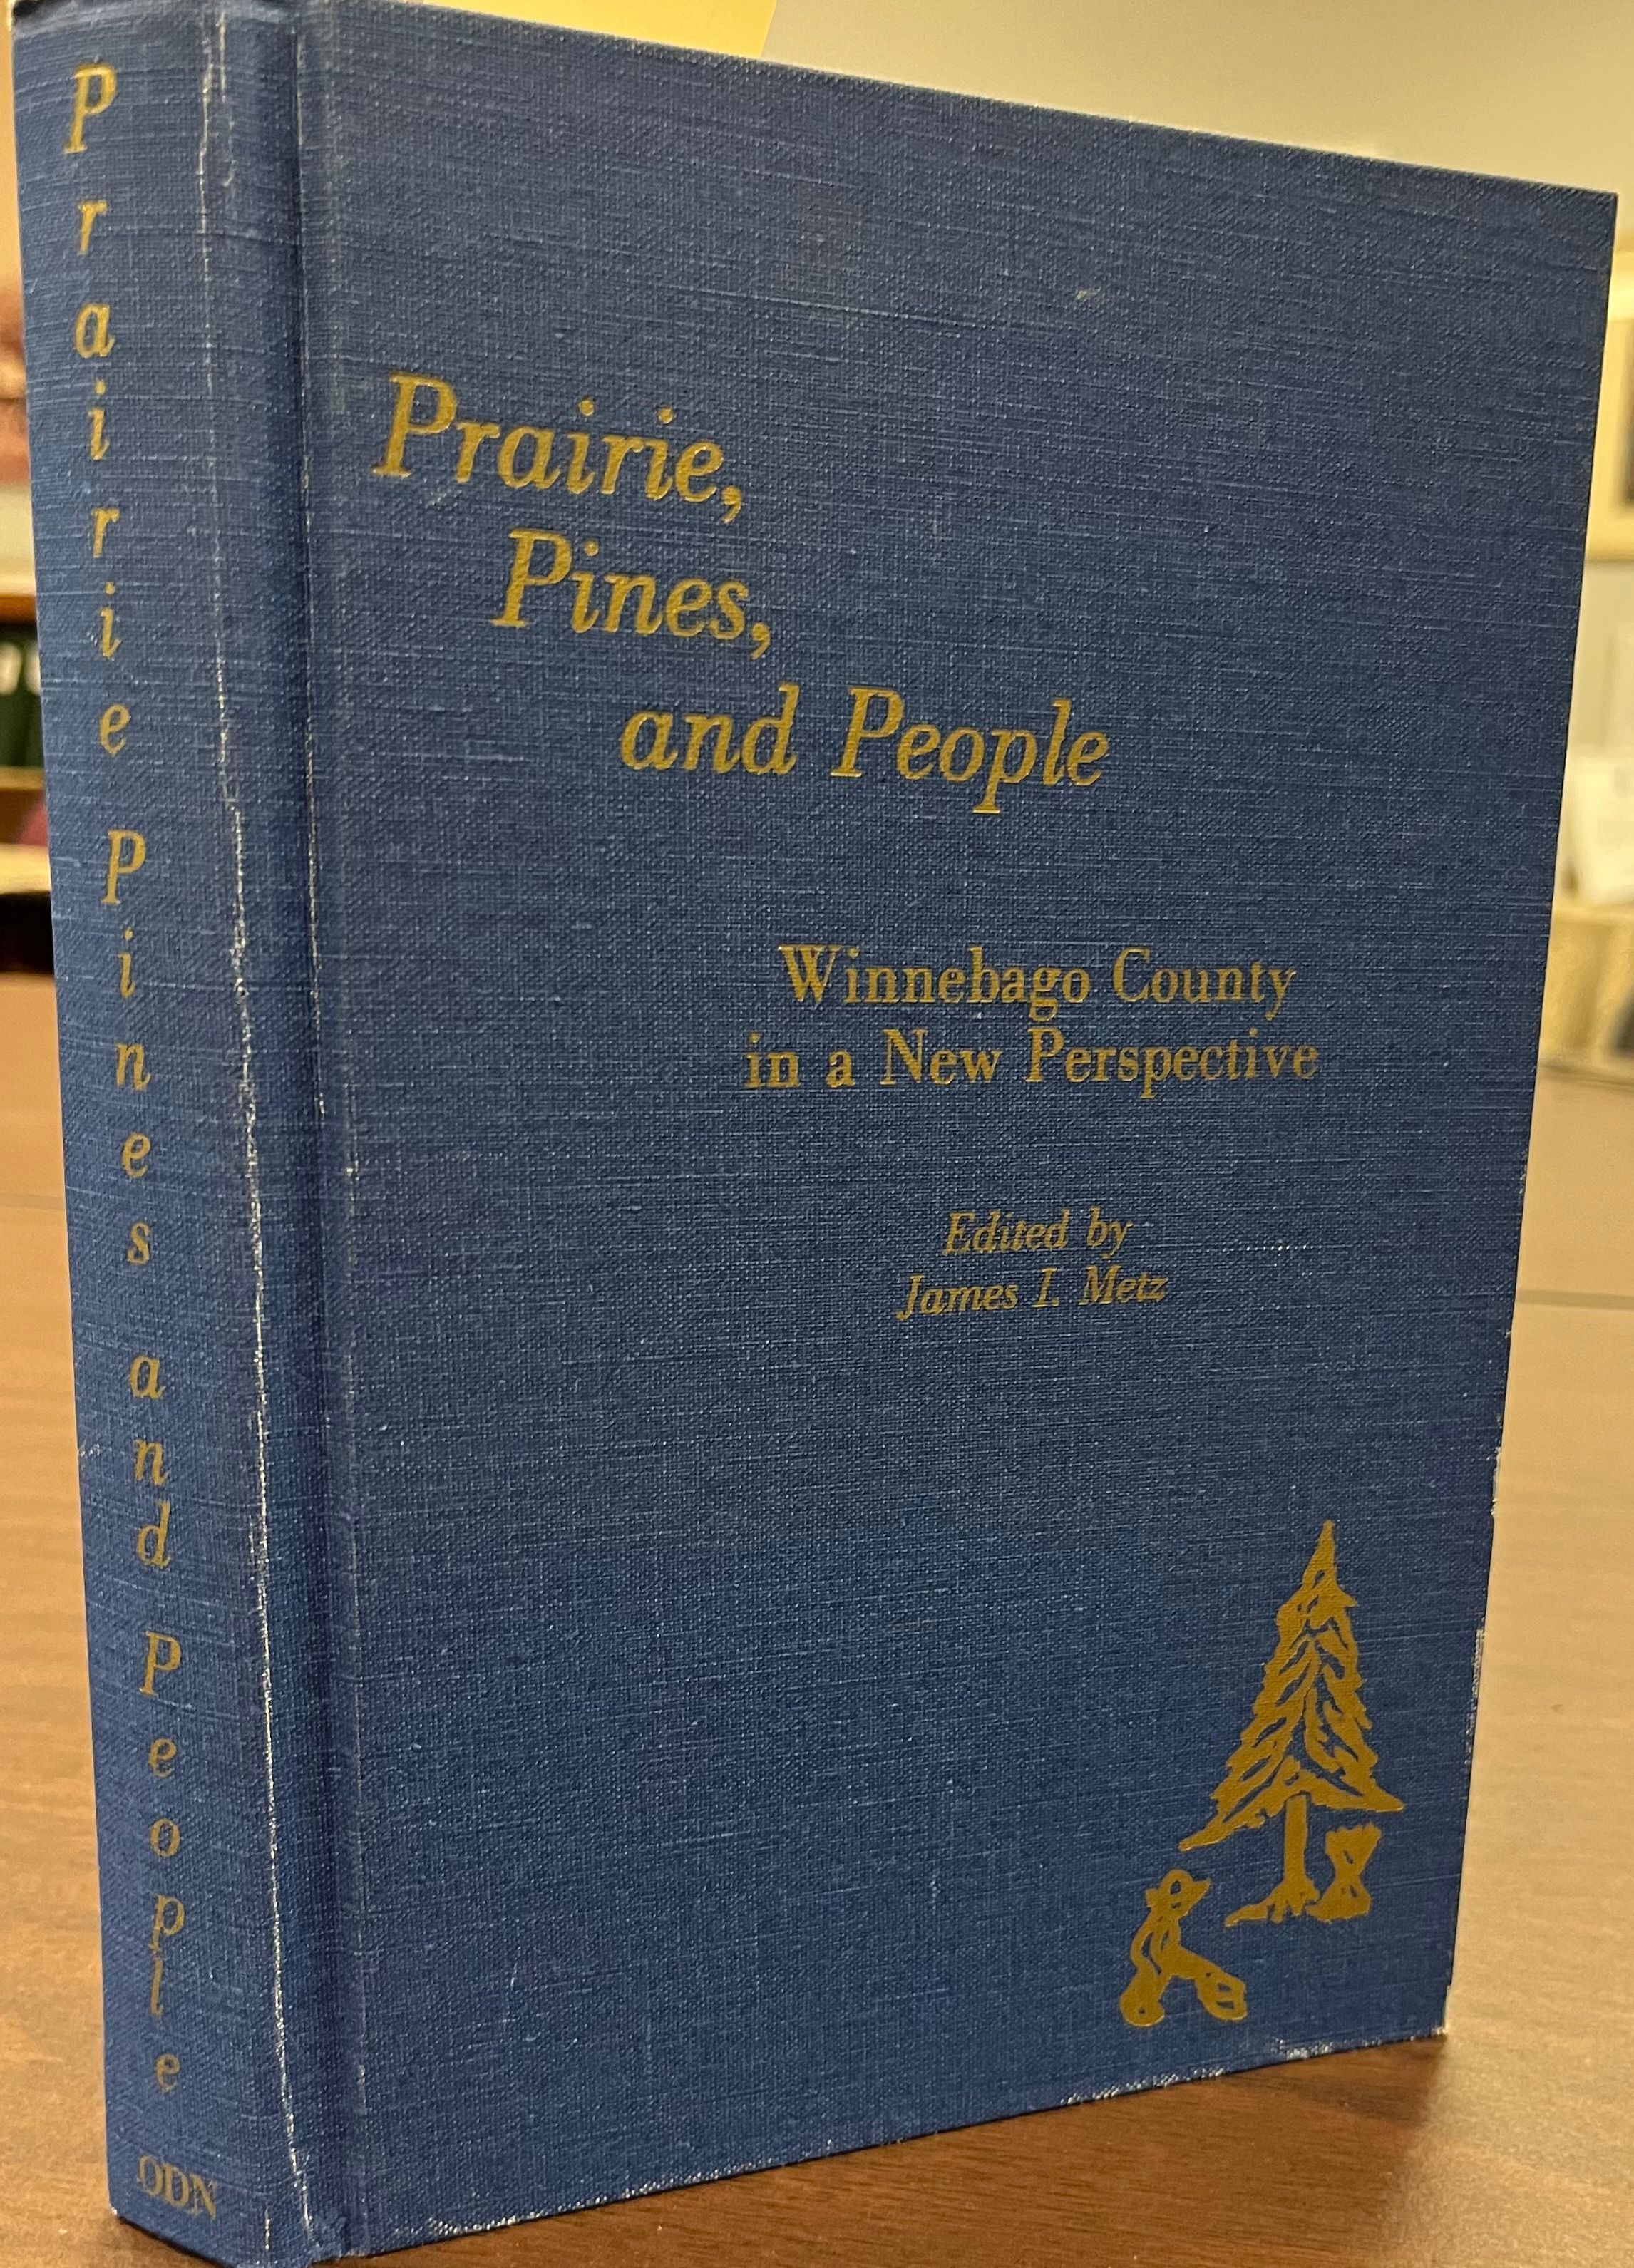 Prairie Pines and People
ODN
Prairie,
Pines,
and People
Winnebago County
in a New Perspective
Edited by
James I. Metz